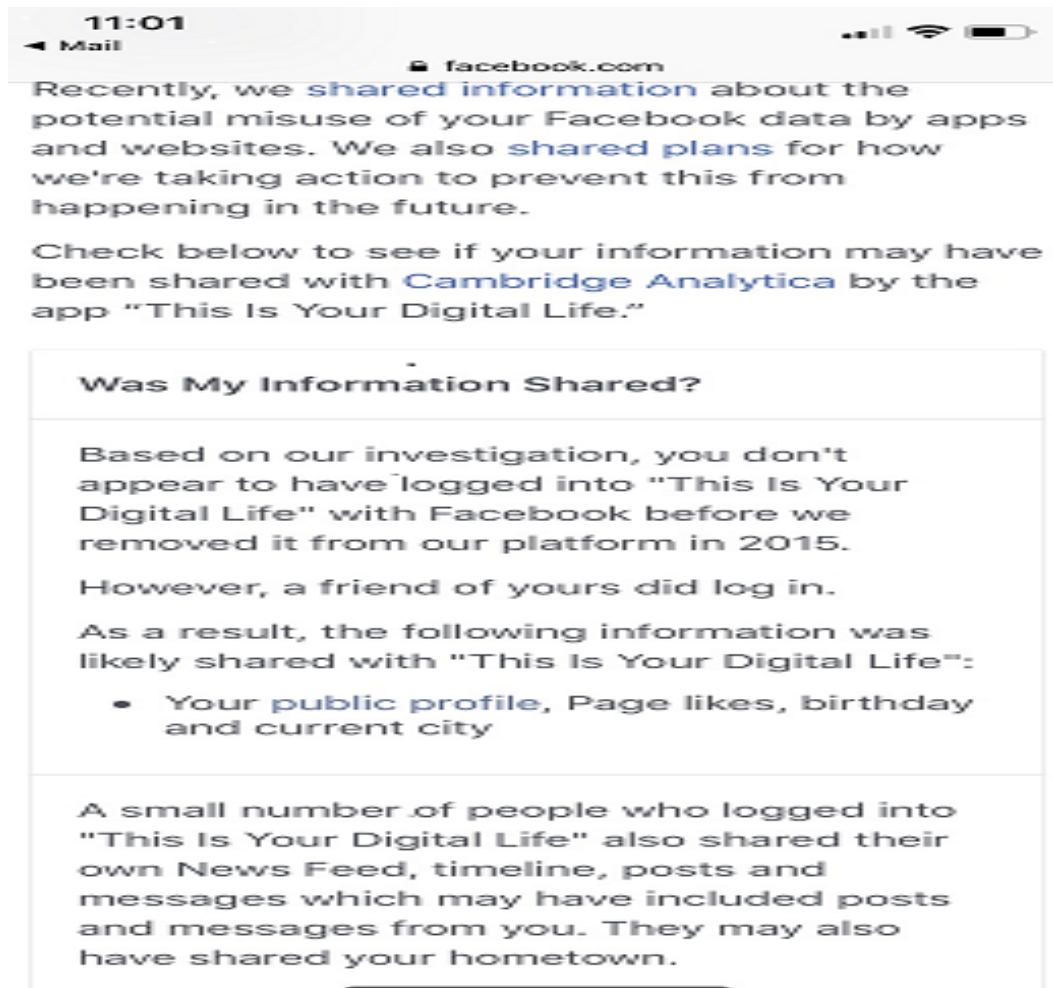 11:01
Mail
facebook.com
Recently, we shared information about the
potential misuse of your Facebook data by apps
and websites. We also shared plans for how
we're taking action to prevent this from
happening in the future.
Check below to see if your information may have
been shared with Cambridge Analytica by the
app “This Is Your Digital Life.”
Was My Information Shared?
Based on our investigation, you don't
appear to have logged into "This Is Your
Digital Life" with Facebook before we
removed it from our platform in 2015.
However, a friend of yours did log in.
As a result, the following information was
likely shared with "This Is Your Digital Life":
• Your public profile, Page likes, birthday
and current city
A small number of people who logged into
"This Is Your Digital Life" also shared their
own News Feed, timeline, posts and
messages which may have included posts
and messages from you. They may also
have shared your hometown.